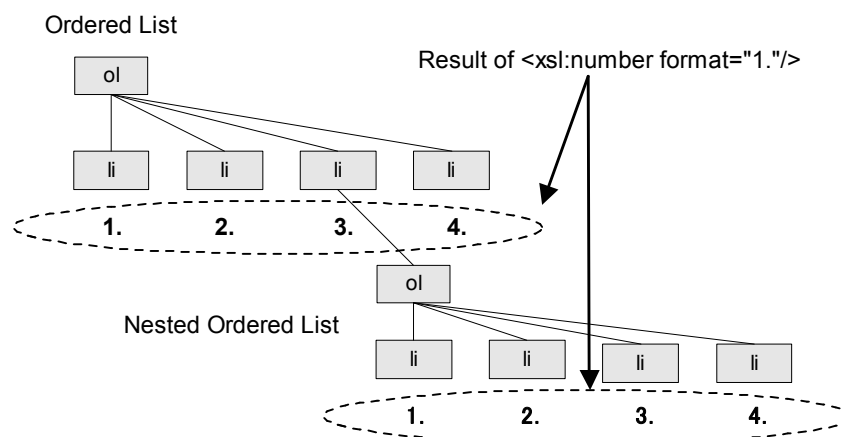 Ordered List
Result of <xsl:number format="1."/>
ol
li li li li
1. 2. 3. 4.
ol
Nested Ordered List
li li li li
1. 2. 3. 4.